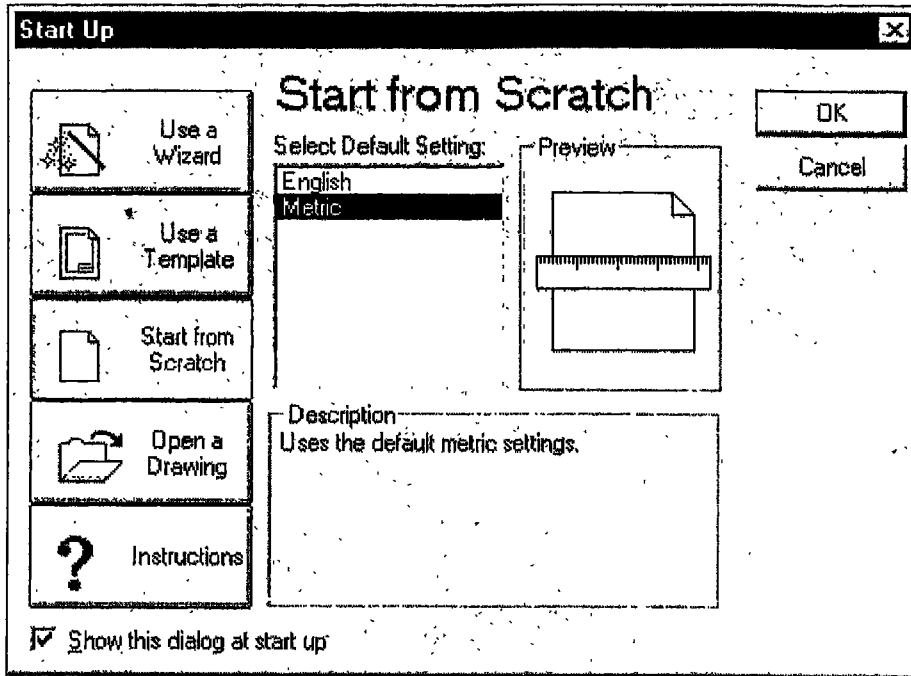 Start Up
Use a
Wizard
Use a
Template
Start from
Scratch
Open a
Drawing
Instructions
Start from Scratch
Select Default Setting:
English
Metric
Preview
OK
Cancel
Description
Uses the default metric settings.
Show this dialog at start up